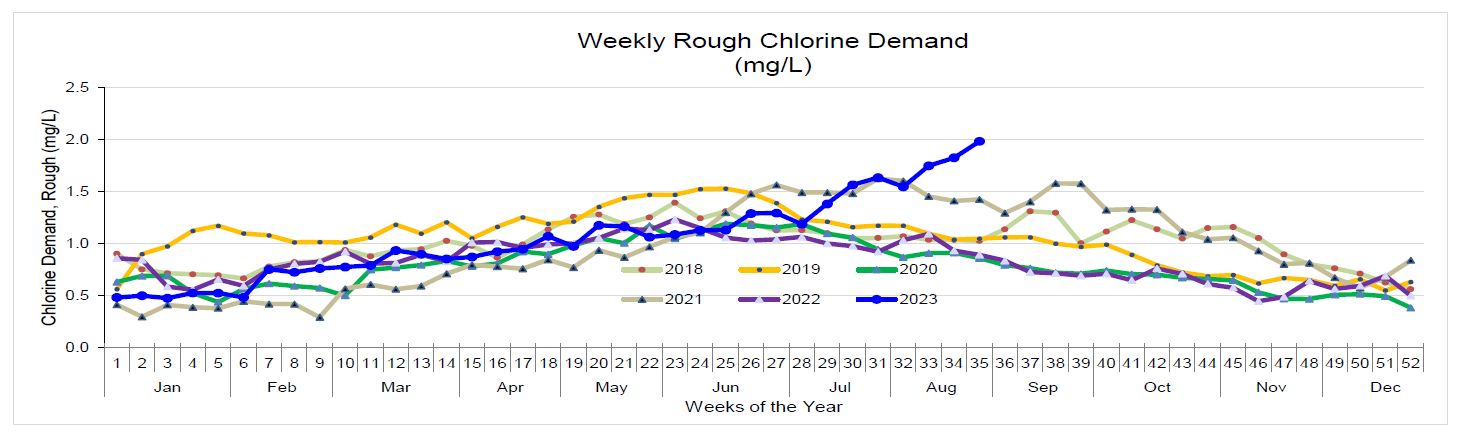 Weekly Rough Chlorine Demand
(mg/L)
Chlorine Demand, Rough (mg/L)
2.5
2.0
1.5
1.0
0.5
0.0
2018 2019 2020
2021 2022 2023
1 2 3 4 5 6 7 8 9 10 11 12 13 14 15 16 17 18 19 20 21 22 23 24 25 26 27 28 29 30 31 32 33 34 35 36 37 38 39 40 41 42 43 44 45 46 47 48 49 50 51 52
Jan Feb Mar Apr May Jun Jul Aug Sep Oct Nov Dec
Weeks of the Year